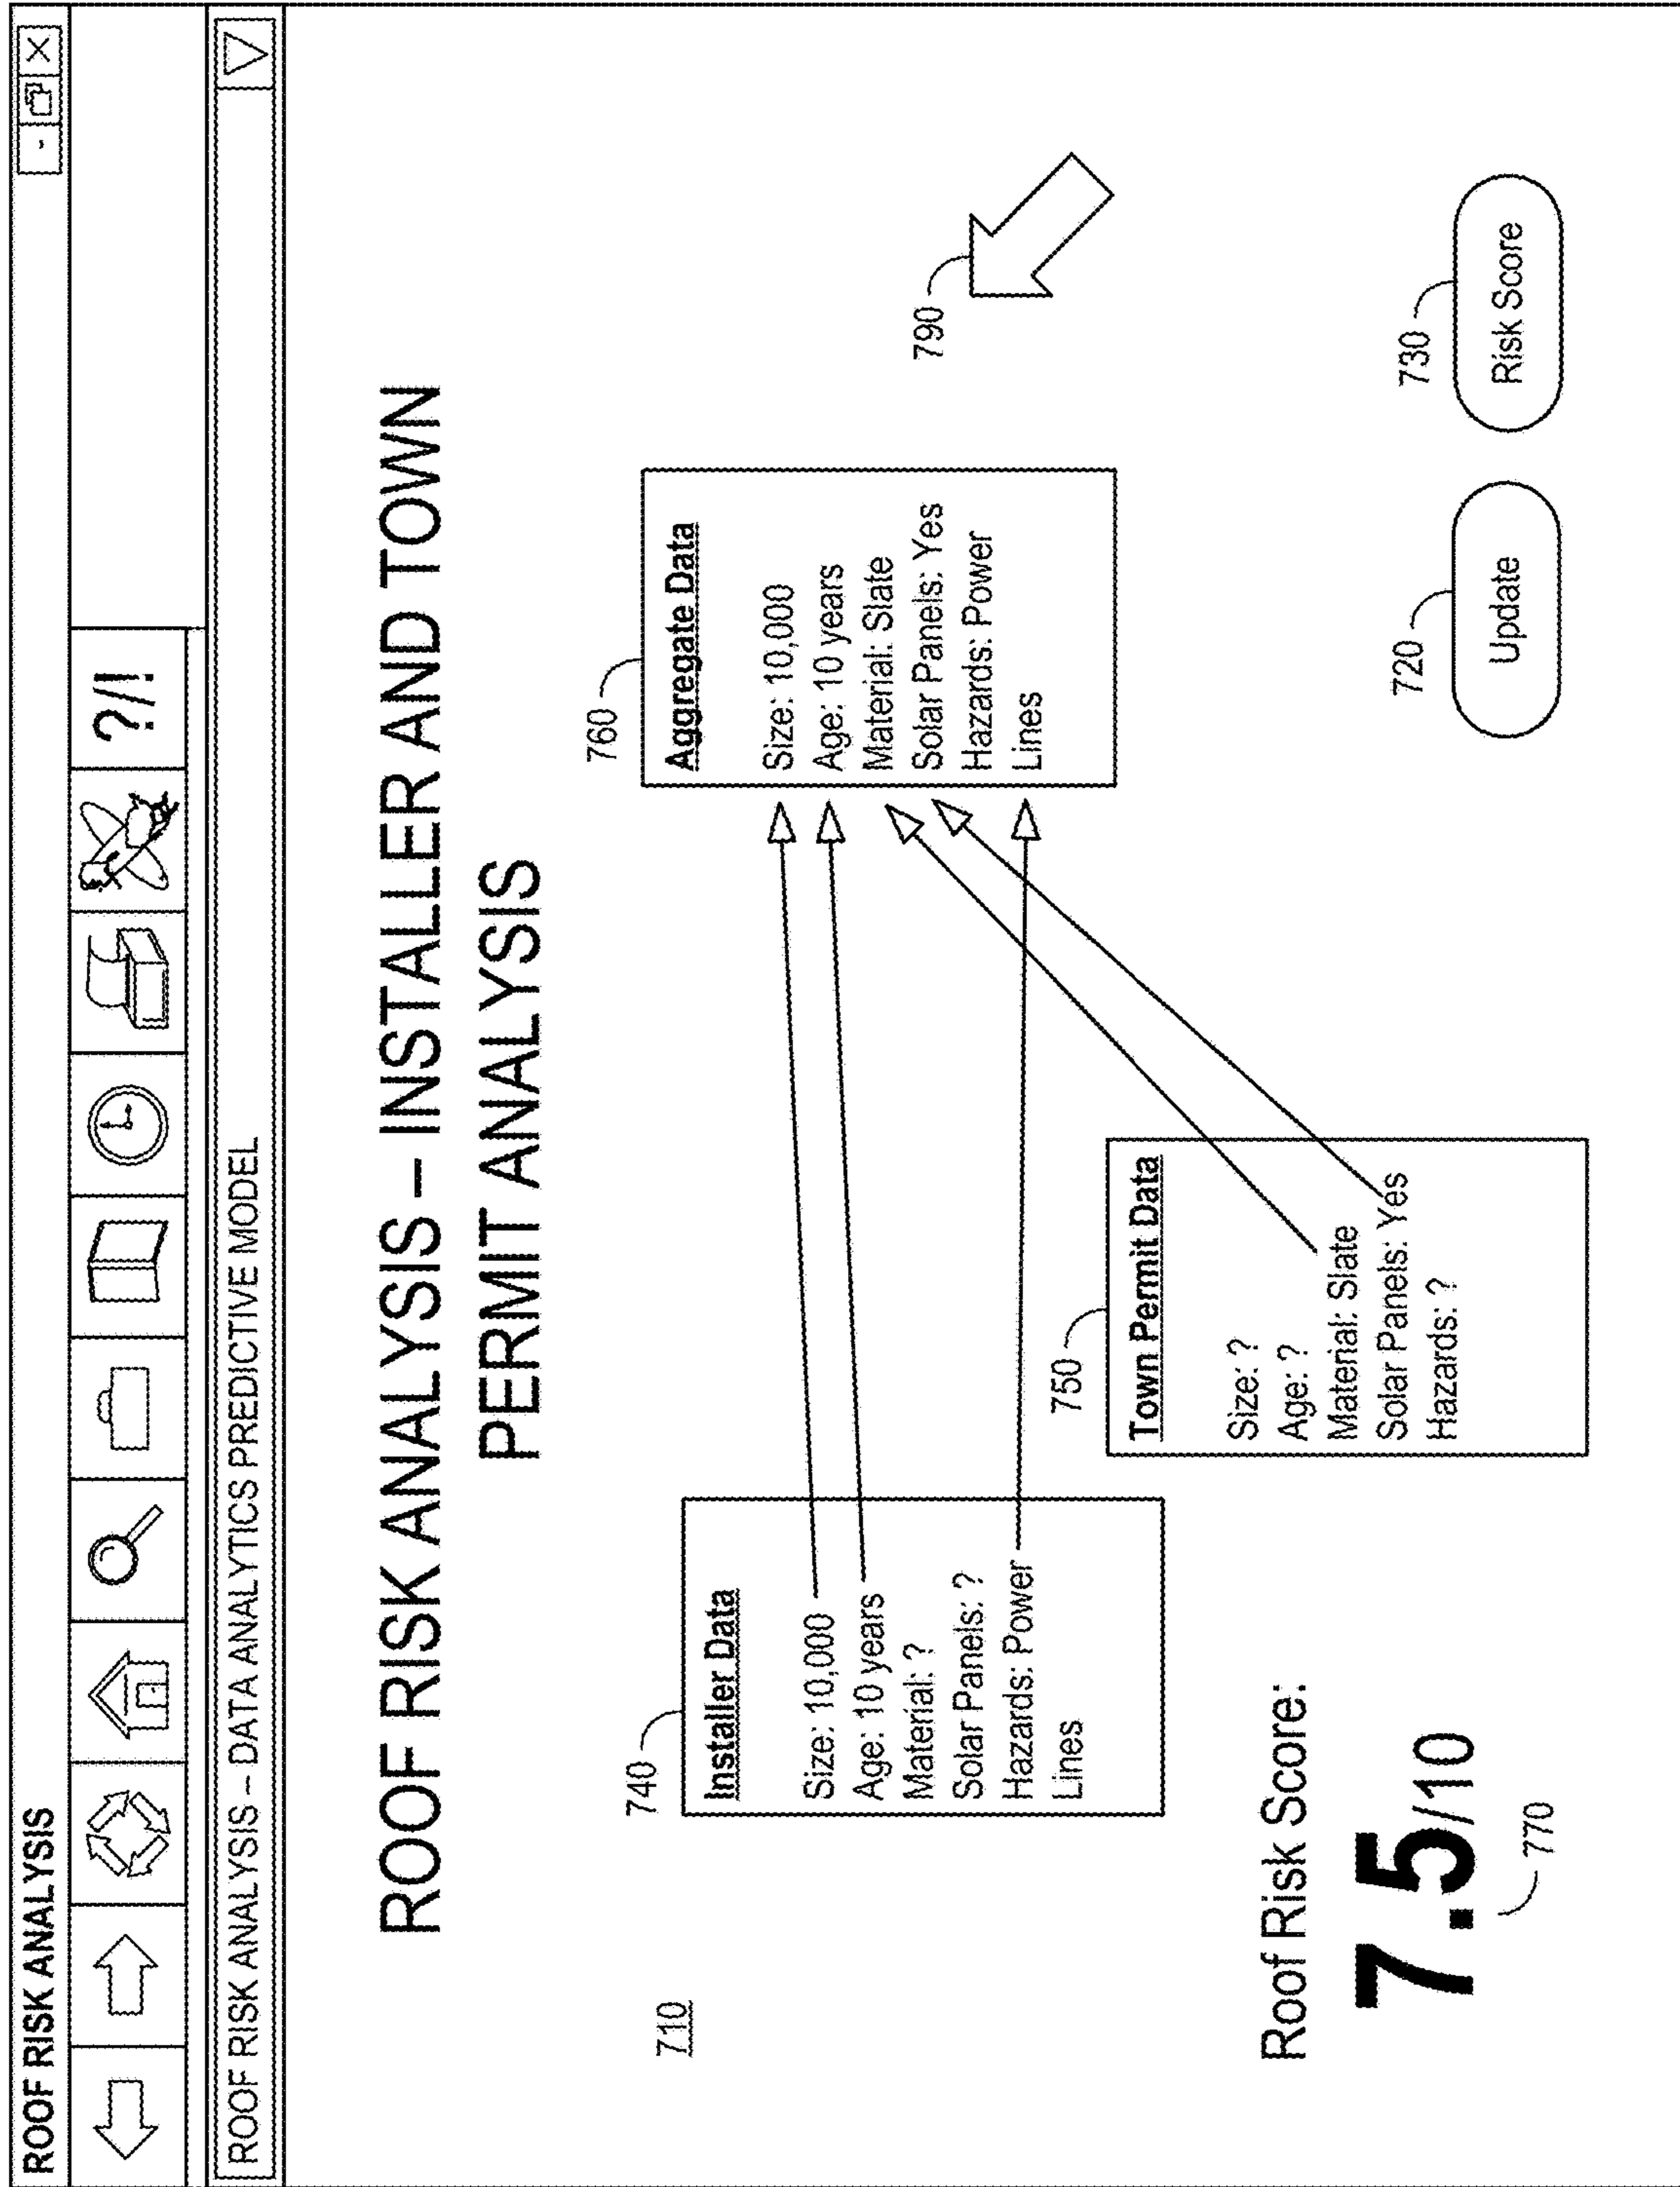 ROOF RISK ANALYSIS
-
X
?/!
ROOF RISK ANALYSIS – DATA ANALYTICS PREDICTIVE MODEL
ROOF RISK ANALYSIS – INSTALLER AND TOWN
PERMIT ANALYSIS
710
740
Installer Data
Size: 10,000
Age: 10 years
Material: ?
Solar Panels: ?
Hazards: Power
Lines
750
Town Permit Data
Size: ?
Age: ?
Material: Slate
Solar Panels: Yes
Hazards: ?
760
Aggregate Data
Size: 10,000
Age: 10 years
Material: Slate
Solar Panels: Yes
Hazards: Power
Lines
790
Roof Risk Score:
7.5/10
770
720
Update
730
Risk Score